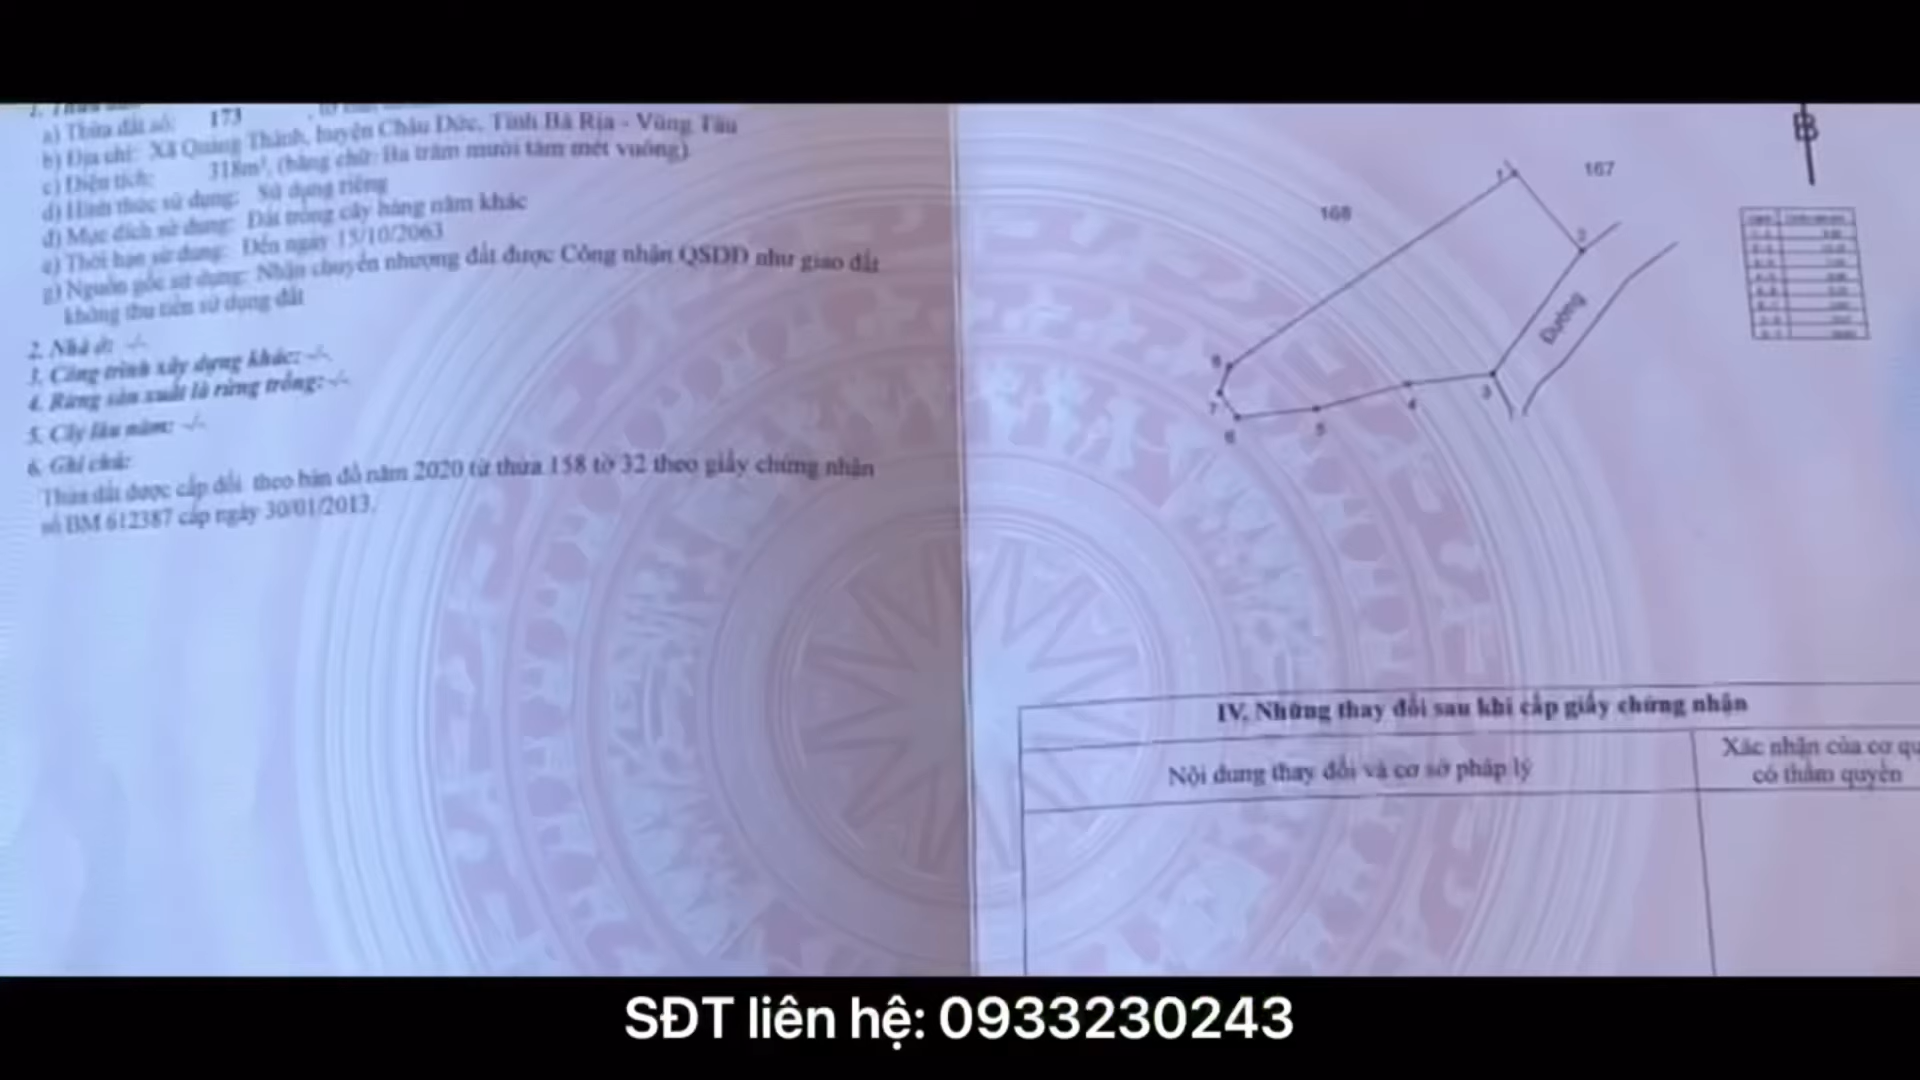 a) Thửa đất số: 173
b) Địa chỉ: Xã Quảng Thành, huyện Châu Đức, Tỉnh Bà Rịa - Vũng Tàu
c) Diện tích: 318m², (bằng chữ: Ba trăm mười tám mét vuông)
d) Hình thức sử dụng: Sử dụng riêng
đ) Mục đích sử dụng: Đất trồng cây hàng năm khác
e) Thời hạn sử dụng: Đến ngày 15/10/2063
g) Nguồn gốc sử dụng: Nhận chuyển nhượng đất được Công nhận QSDĐ như giao đất
không thu tiền sử dụng đất
2. Nhà ở: -/-
3. Công trình xây dựng khác: -/-
4. Rừng sản xuất là rừng trồng: -/-
5. Cây lâu năm: -/-
6. Ghi chú:
Thửa đất được cấp đổi theo bản đồ năm 2020 từ thửa 158 tờ 32 theo giấy chứng nhận
số BM 612387 cấp ngày 30/01/2013.
B
167
168
1
2
3
4
5
6
7
8
Đường
IV. Những thay đổi sau khi cấp giấy chứng nhận
Nội dung thay đổi và cơ sở pháp lý
Xác nhận của cơ qu
có thẩm quyền
SĐT liên hệ: 0933230243